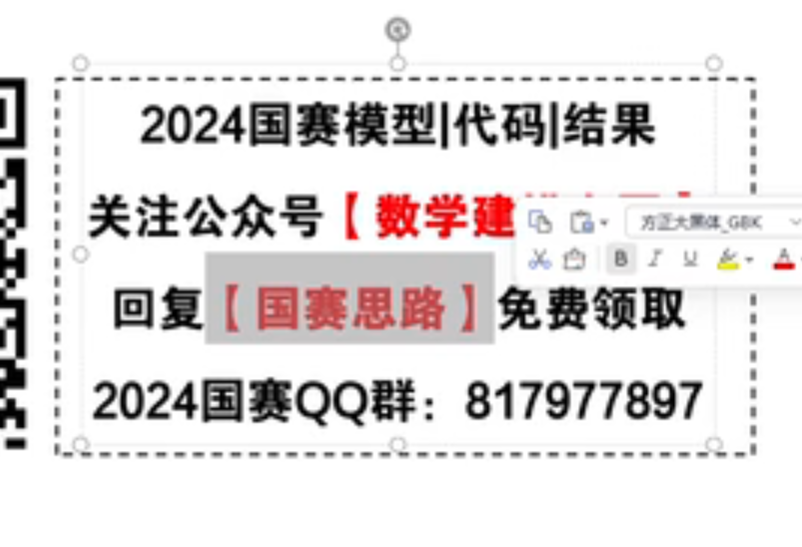 2024国赛模型|代码|结果
关注公众号【数学建
方正大黑体_GBK
回复【国赛思路】免费领取
B I U A
2024国赛QQ群：817977897